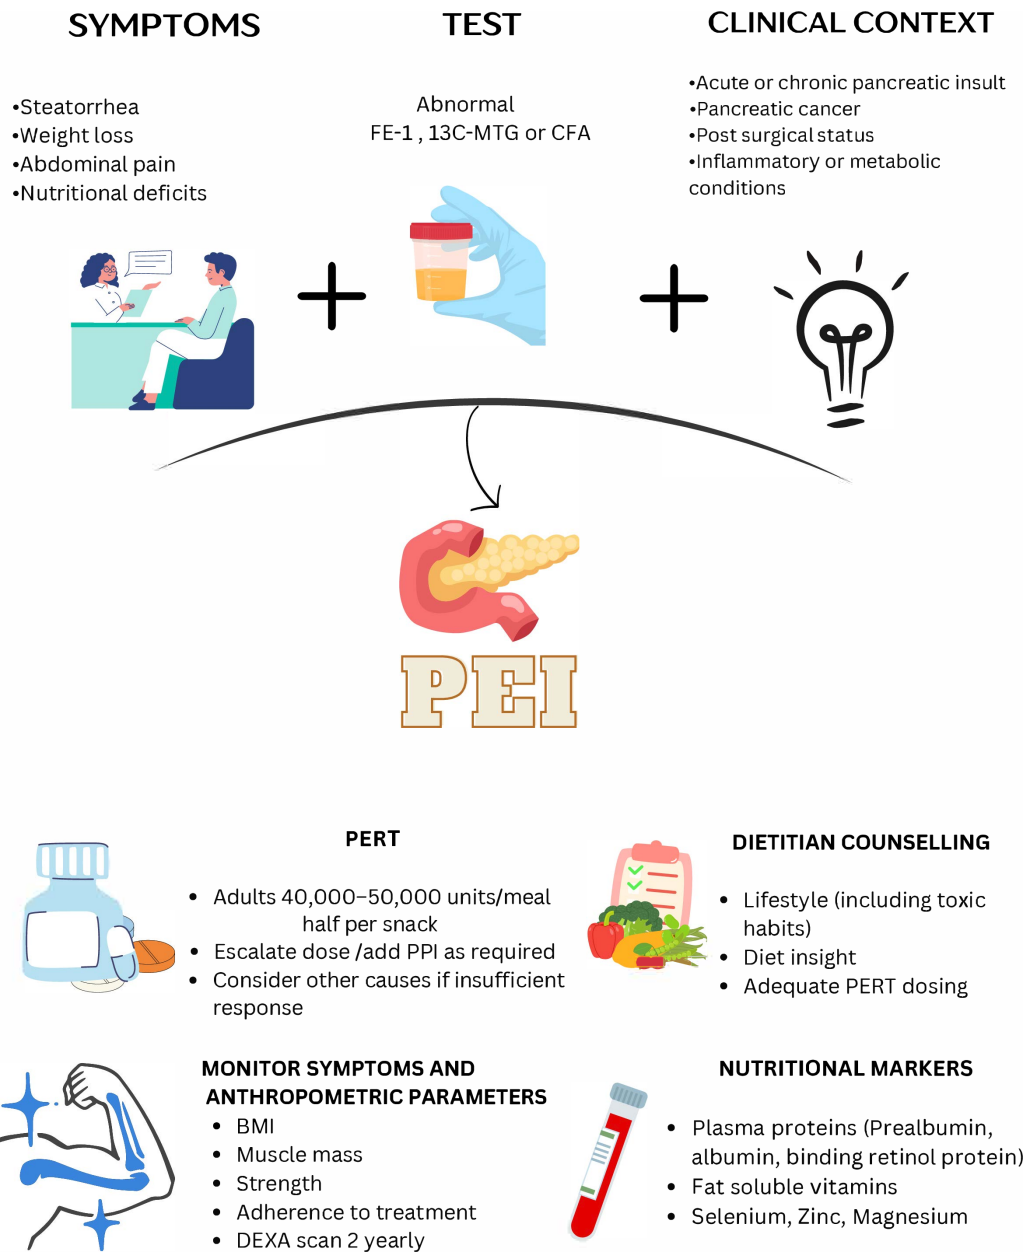 SYMPTOMS
•Steatorrhea
•Weight loss
•Abdominal pain
•Nutritional deficits
TEST
Abnormal
FE-1 , 13C-MTG or CFA
CLINICAL CONTEXT
•Acute or chronic pancreatic insult
•Pancreatic cancer
•Post surgical status
•Inflammatory or metabolic
conditions
PEI
PERT
• Adults 40,000–50,000 units/meal
half per snack
• Escalate dose /add PPI as required
• Consider other causes if insufficient
response
DIETITIAN COUNSELLING
• Lifestyle (including toxic
habits)
• Diet insight
• Adequate PERT dosing
MONITOR SYMPTOMS AND
ANTHROPOMETRIC PARAMETERS
• BMI
• Muscle mass
• Strength
• Adherence to treatment
• DEXA scan 2 yearly
NUTRITIONAL MARKERS
• Plasma proteins (Prealbumin,
albumin, binding retinol protein)
• Fat soluble vitamins
• Selenium, Zinc, Magnesium